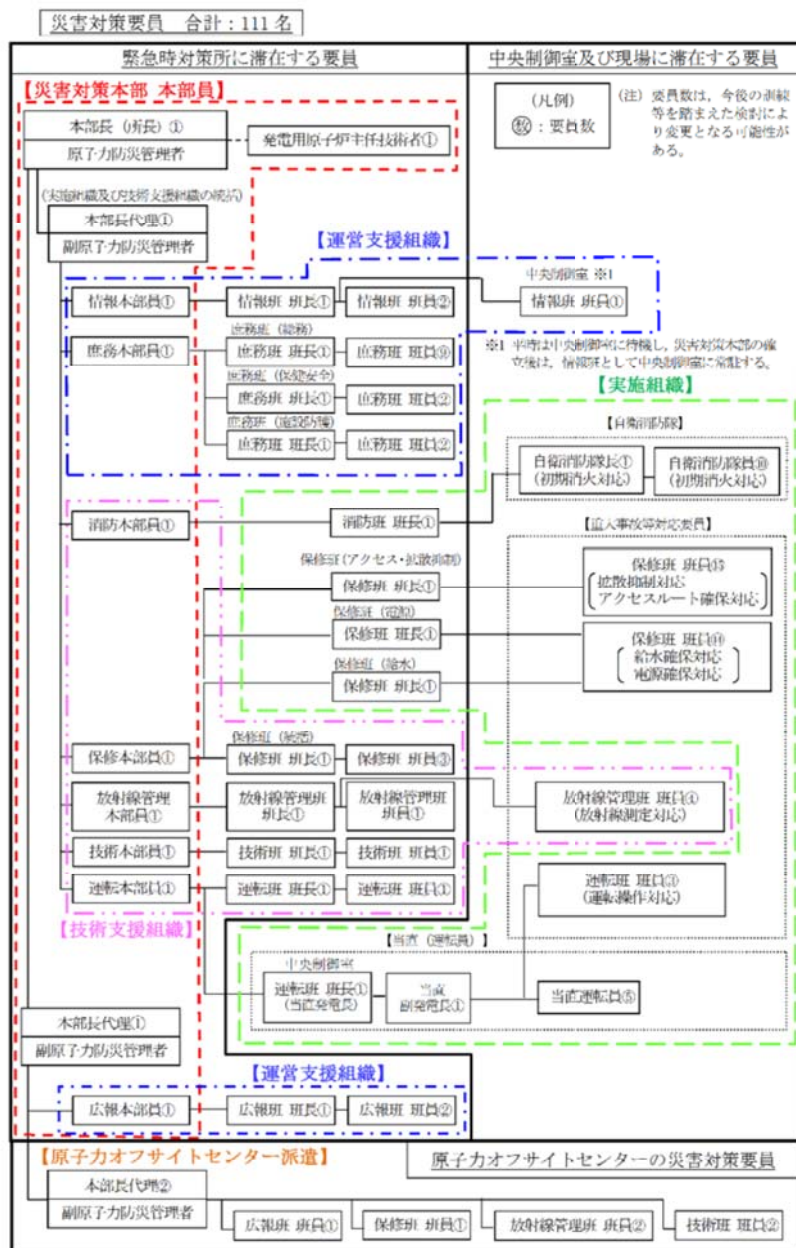 災害対策要員 合計:111 名
緊急時対策所に滞在する要員
中央制御室及び現場に滞在する要員
【災害対策本部 本部員】
本部長(所長)①
原子力防災管理者
発電用原子炉主任技術者①
(凡例)
㊕:要員数
(注) 要員数は,今後の訓練
等を踏まえた検討によ
り変更となる可能性が
ある。
(実施組織及び技術支援組織の統括)
本部長代理①
副原子力防災管理者
【運営支援組織】
中央制御室 ※1
情報本部員①
情報班 班長①
情報班 班員②
情報班 班員①
庶務班(総務)
庶務本部員①
庶務班 班長①
庶務班 班員⑨
※1 平時は中央制御室に待機し,災害対策本部の確
立後は,情報班として中央制御室に常駐する。
庶務班(保健安全)
庶務班 班長①
庶務班 班員②
【実施組織】
庶務班(施設防護)
庶務班 班長①
庶務班 班員②
【自衛消防隊】
自衛消防隊長①
(初期消火対応)
自衛消防隊員⑩
(初期消火対応)
消防本部員①
消防班 班長①
【重大事故等対応要員】
保修班(アクセス・拡散抑制)
保修班 班長①
保修班 班員⑬
拡散抑制対応
アクセスルート確保対応
保修班(電源)
保修班 班長①
保修班 班員⑭
給水確保対応
電源確保対応
保修班(給水)
保修班 班長①
保修班(統括)
保修本部員①
保修班 班長①
保修班 班員③
放射線管理
本部員①
放射線管理班
班長①
放射線管理班
班員①
放射線管理班 班員④
(放射線測定対応)
技術本部員①
技術班 班長①
技術班 班員①
運転本部員①
運転班 班長①
運転班 班員①
運転班 班員③
(運転操作対応)
【技術支援組織】
【当直(運転員)】
中央制御室
運転班 班長①
(当直発電長)
当直
副発電長①
当直運転員⑤
本部長代理①
副原子力防災管理者
【運営支援組織】
広報本部員①
広報班 班長①
広報班 班員②
【原子力オフサイトセンター派遣】
原子力オフサイトセンターの災害対策要員
本部長代理②
副原子力防災管理者
広報班 班員①
保修班 班員①
放射線管理班 班員②
技術班 班員②